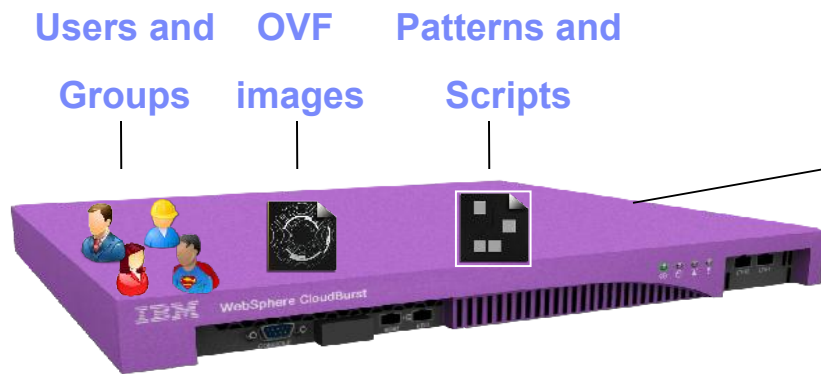 Users and OVF Patterns and
Groups images Scripts
IBM WebSphere CloudBurst